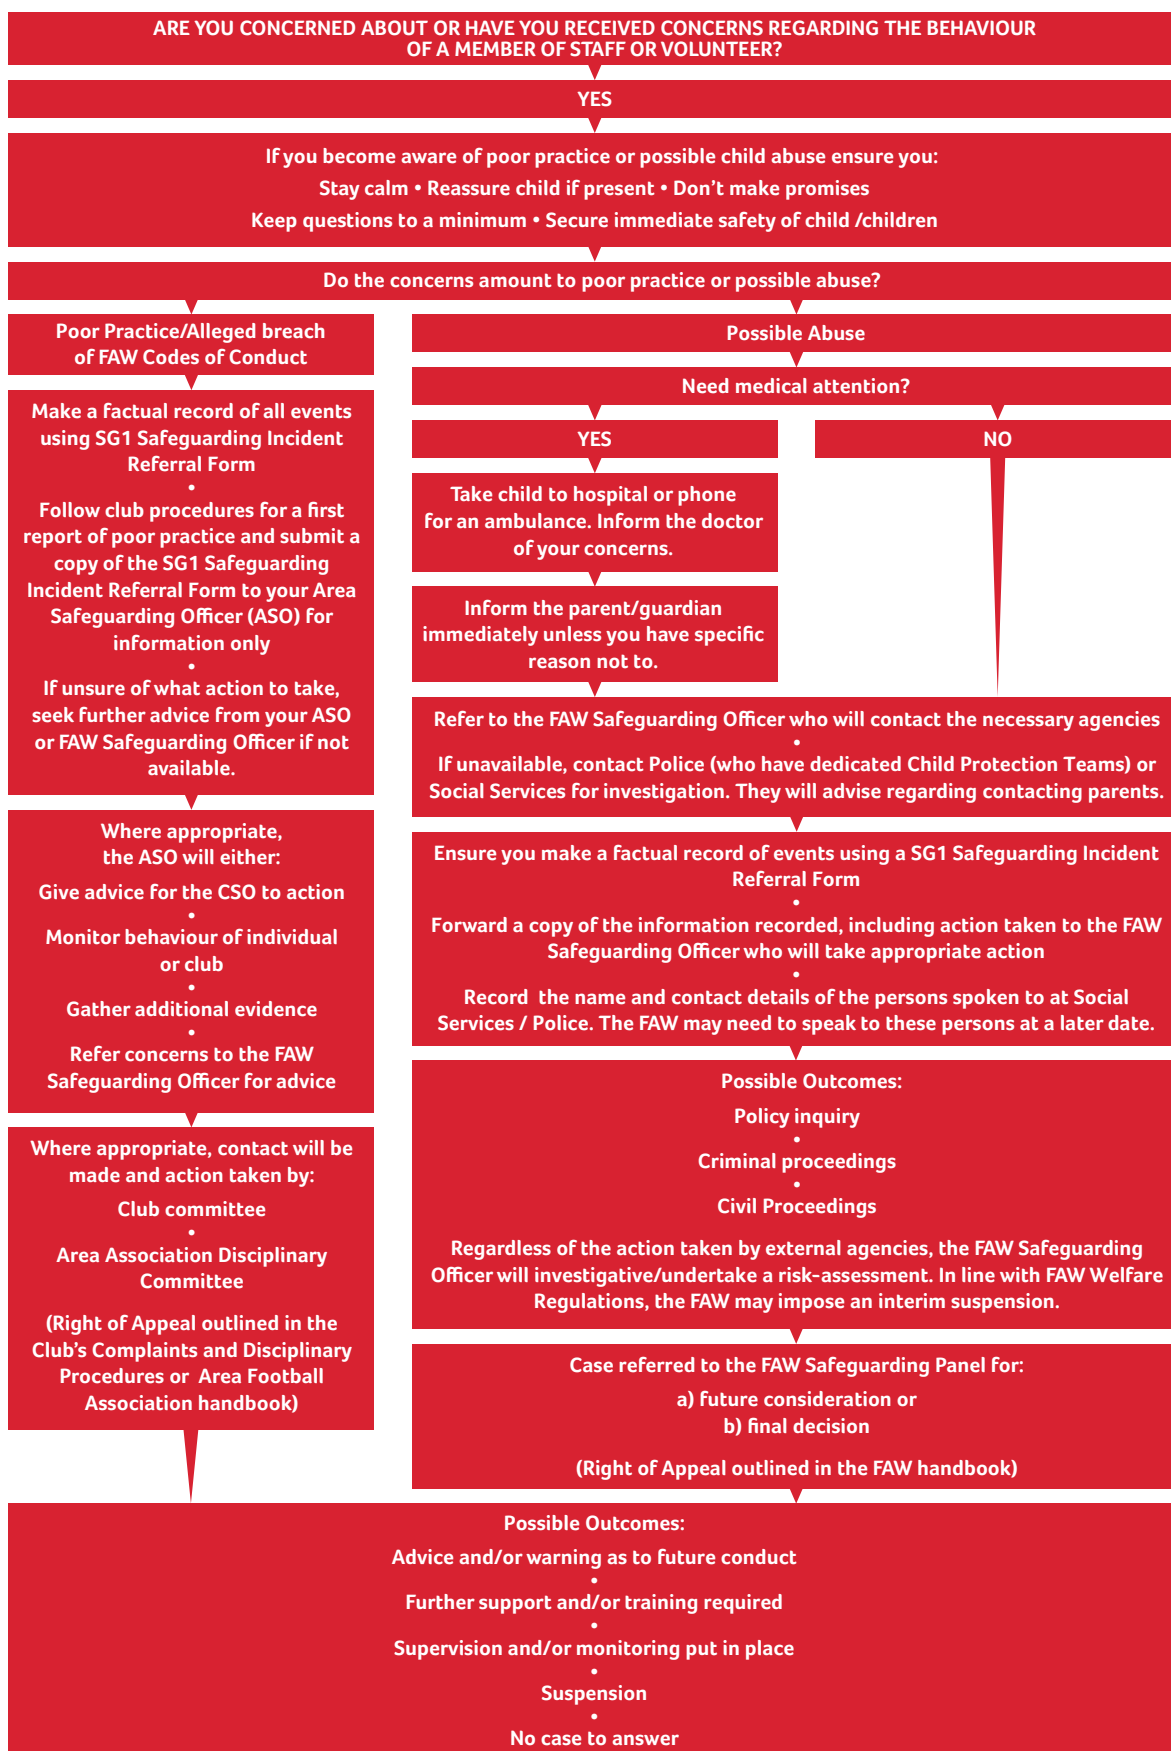 ARE YOU CONCERNED ABOUT OR HAVE YOU RECEIVED CONCERNS REGARDING THE BEHAVIOUR
OF A MEMBER OF STAFF OR VOLUNTEER?
YES
If you become aware of poor practice or possible child abuse ensure you:
Stay calm • Reassure child if present • Don’t make promises
Keep questions to a minimum • Secure immediate safety of child /children
Do the concerns amount to poor practice or possible abuse?
Poor Practice/Alleged breach
of FAW Codes of Conduct
Make a factual record of all events
using SG1 Safeguarding Incident
Referral Form
•
Follow club procedures for a first
report of poor practice and submit a
copy of the SG1 Safeguarding
Incident Referral Form to your Area
Safeguarding Officer (ASO) for
information only
•
If unsure of what action to take,
seek further advice from your ASO
or FAW Safeguarding Officer if not
available.
Where appropriate,
the ASO will either:
Give advice for the CSO to action
•
Monitor behaviour of individual
or club
•
Gather additional evidence
•
Refer concerns to the FAW
Safeguarding Officer for advice
Where appropriate, contact will be
made and action taken by:
Club committee
•
Area Association Disciplinary
Committee
(Right of Appeal outlined in the
Club’s Complaints and Disciplinary
Procedures or Area Football
Association handbook)
Possible Abuse
Need medical attention?
YES
NO
Take child to hospital or phone
for an ambulance. Inform the doctor
of your concerns.
Inform the parent/guardian
immediately unless you have specific
reason not to.
Refer to the FAW Safeguarding Officer who will contact the necessary agencies
•
If unavailable, contact Police (who have dedicated Child Protection Teams) or
Social Services for investigation. They will advise regarding contacting parents.
Ensure you make a factual record of events using a SG1 Safeguarding Incident
Referral Form
•
Forward a copy of the information recorded, including action taken to the FAW
Safeguarding Officer who will take appropriate action
•
Record the name and contact details of the persons spoken to at Social
Services / Police. The FAW may need to speak to these persons at a later date.
Possible Outcomes:
Policy inquiry
•
Criminal proceedings
•
Civil Proceedings
Regardless of the action taken by external agencies, the FAW Safeguarding
Officer will investigative/undertake a risk-assessment. In line with FAW Welfare
Regulations, the FAW may impose an interim suspension.
Case referred to the FAW Safeguarding Panel for:
a) future consideration or
b) final decision
(Right of Appeal outlined in the FAW handbook)
Possible Outcomes:
Advice and/or warning as to future conduct
•
Further support and/or training required
•
Supervision and/or monitoring put in place
•
Suspension
•
No case to answer